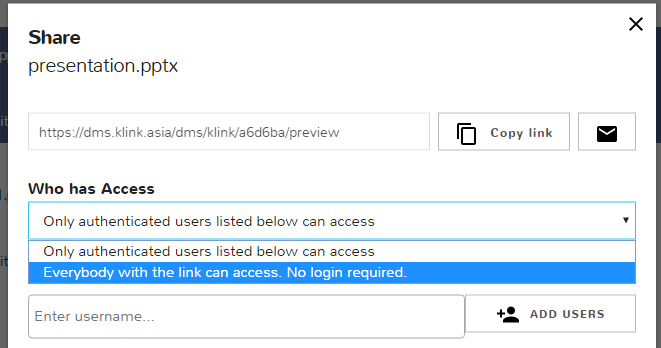 Share
presentation.pptx
https://dms.klink.asia/dms/klink/a6d6ba/preview
Copy link
Who has Access
Only authenticated users listed below can access
Only authenticated users listed below can access
Everybody with the link can access. No login required.
Enter username...
ADD USERS